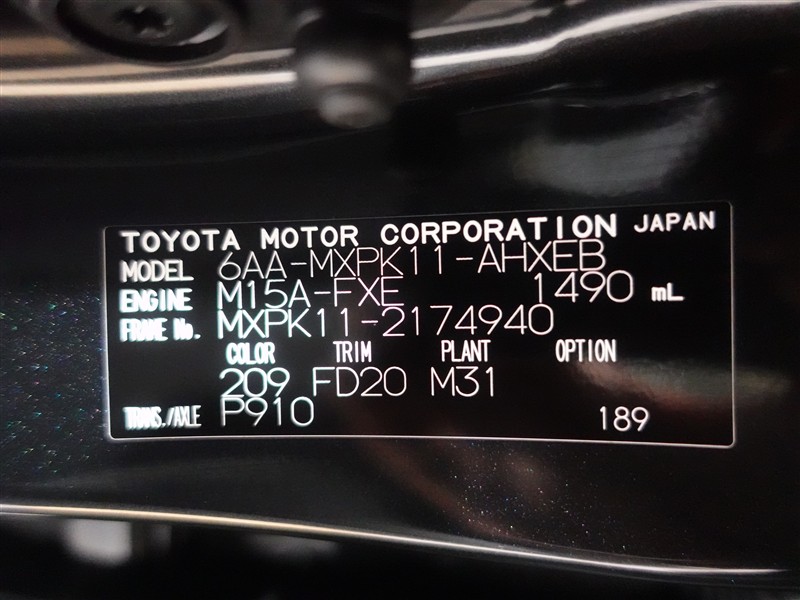 TOYOTA MOTOR CORPORATION JAPAN
MODEL 6AA-MXPK11-AHXEB
ENGINE M15A-FXE 1490 mL
FRAME No. MXPK11-2174940
COLOR TRIM PLANT OPTION
209 FD20 M31
TRANS./AXLE P910 189